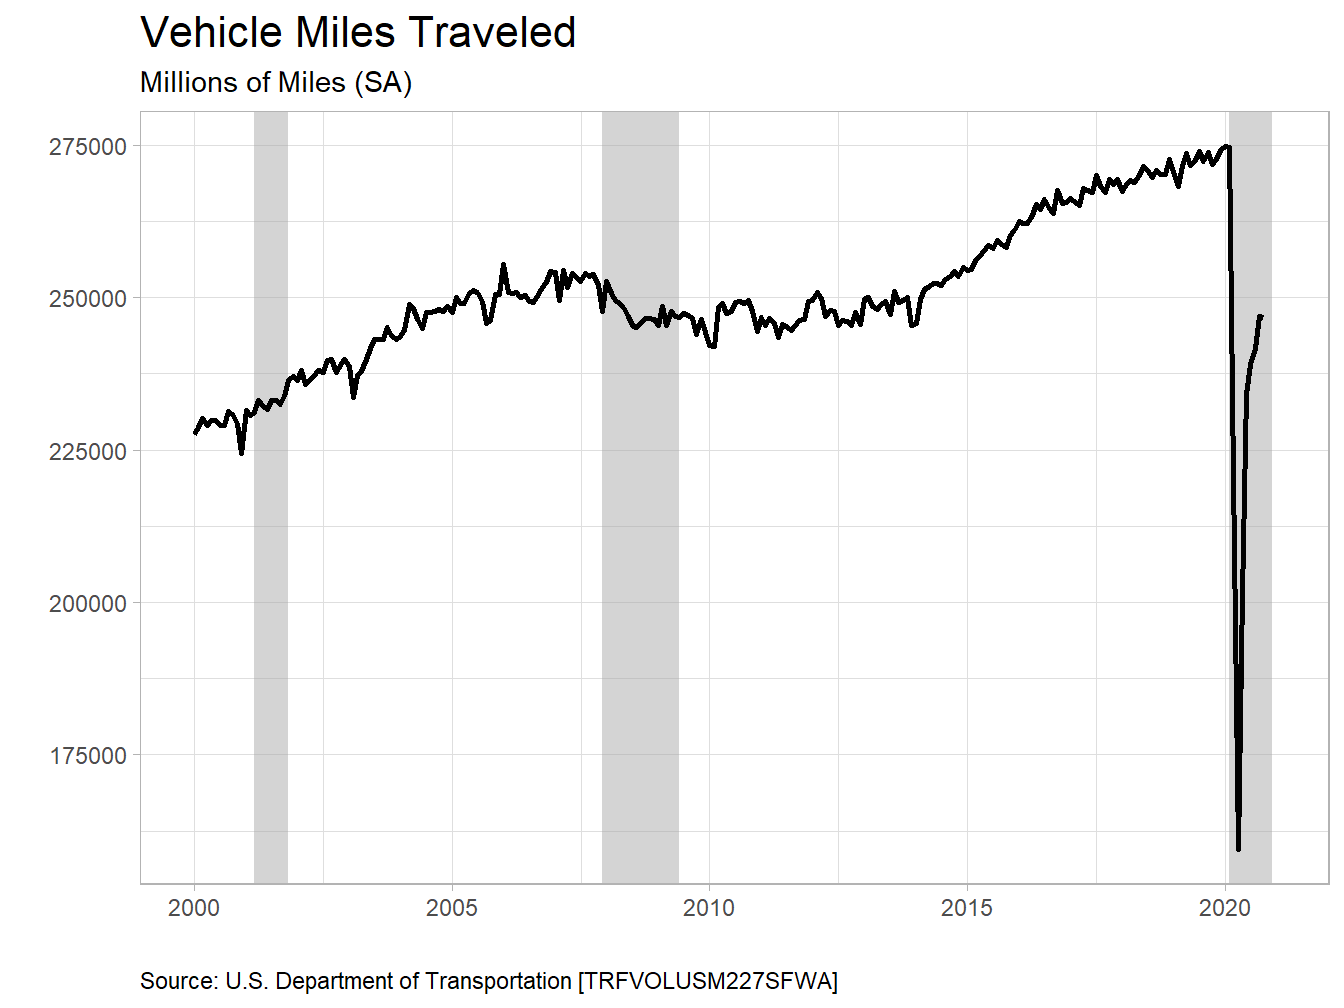 Vehicle Miles Traveled
Millions of Miles (SA)
275000
250000
225000
200000
175000
2000 2005 2010 2015 2020
Source: U.S. Department of Transportation [TRFVOLUSM227SFWA]